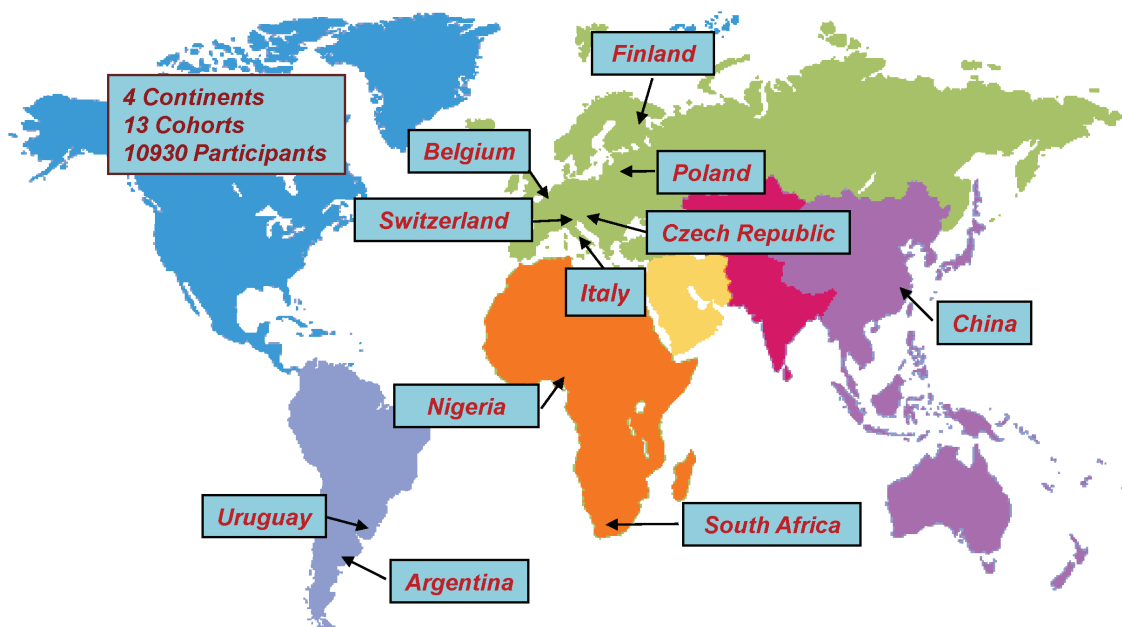 Finland
4 Continents
13 Cohorts
10930 Participants
Belgium
Poland
Switzerland
Czech Republic
Italy
China
Nigeria
Uruguay
South Africa
Argentina